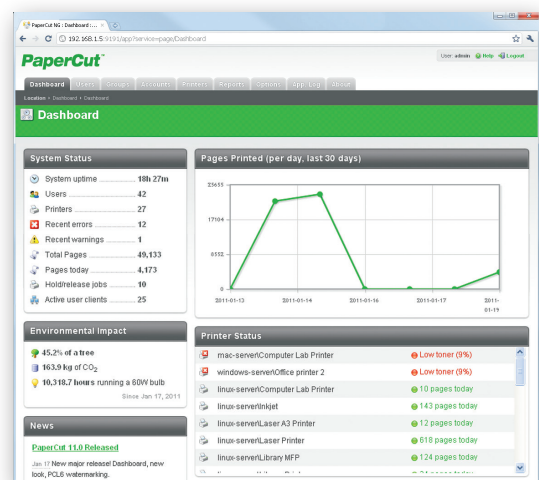 PaperCut NG : Dashboard : ...
192.168.1.5:9191/app?service=page/Dashboard
PaperCut™
User: admin Help Logout
Dashboard Users Groups Accounts Printers Reports Options App. Log About
Location › Dashboard › Dashboard
Dashboard
System Status
System uptime 18h 27m
Users 42
Printers 27
Recent errors 12
Recent warnings 1
Total Pages 49,133
Pages today 4,173
Hold/release jobs 10
Active user clients 25
Environmental Impact
45.2% of a tree
163.9 kg of CO2
10,318.7 hours running a 60W bulb
Since Jan 17, 2011
News
PaperCut 11.0 Released
Jan 17 New major release! Dashboard, new
look, PCL6 watermarking.
Pages Printed (per day, last 30 days)
0
2011-01-13 2011-01-14 2011-01-16 2011-01-17 2011-
01-19
Printer Status
mac-server\Computer Lab Printer Low toner (9%)
windows-server\Office printer 2 Low toner (9%)
linux-server\Computer Lab Printer 10 pages today
linux-server\Inkjet 143 pages today
linux-server\Laser A3 Printer 12 pages today
linux-server\Laser Printer 618 pages today
linux-server\Library MFP 124 pages today